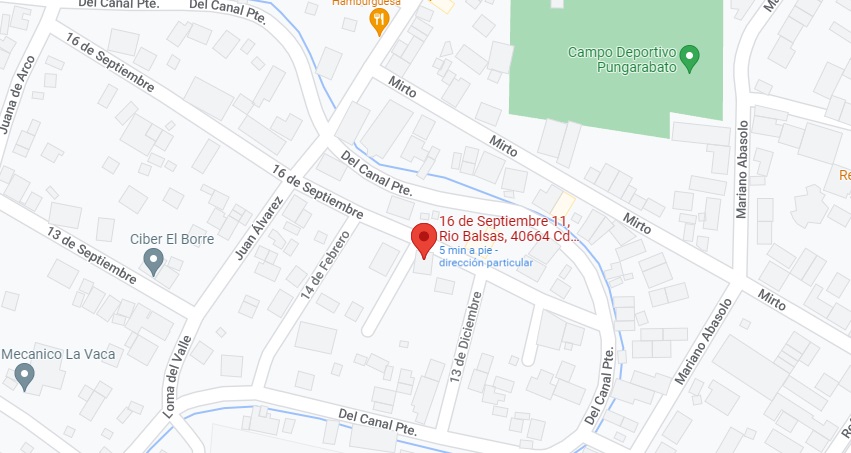 Del Canal Pte.
Del Canal Pte.
Hamburguesa
16 de Septiembre
Juana de Arco
Campo Deportivo
Pungarabato
Mirto
Mirto
Mariano Abasolo
Del Canal Pte.
16 de Septiembre
Mirto
16 de Septiembre 11,
Rio Balsas, 40664 Cd...
5 min a pie -
dirección particular
Juan Álvarez
Ciber El Borre
13 de Septiembre
14 de Febrero
Mirto
Mariano Abasolo
13 de Diciembre
Mecanico La Vaca
Loma del Valle
Del Canal Pte.
Del Canal Pte.